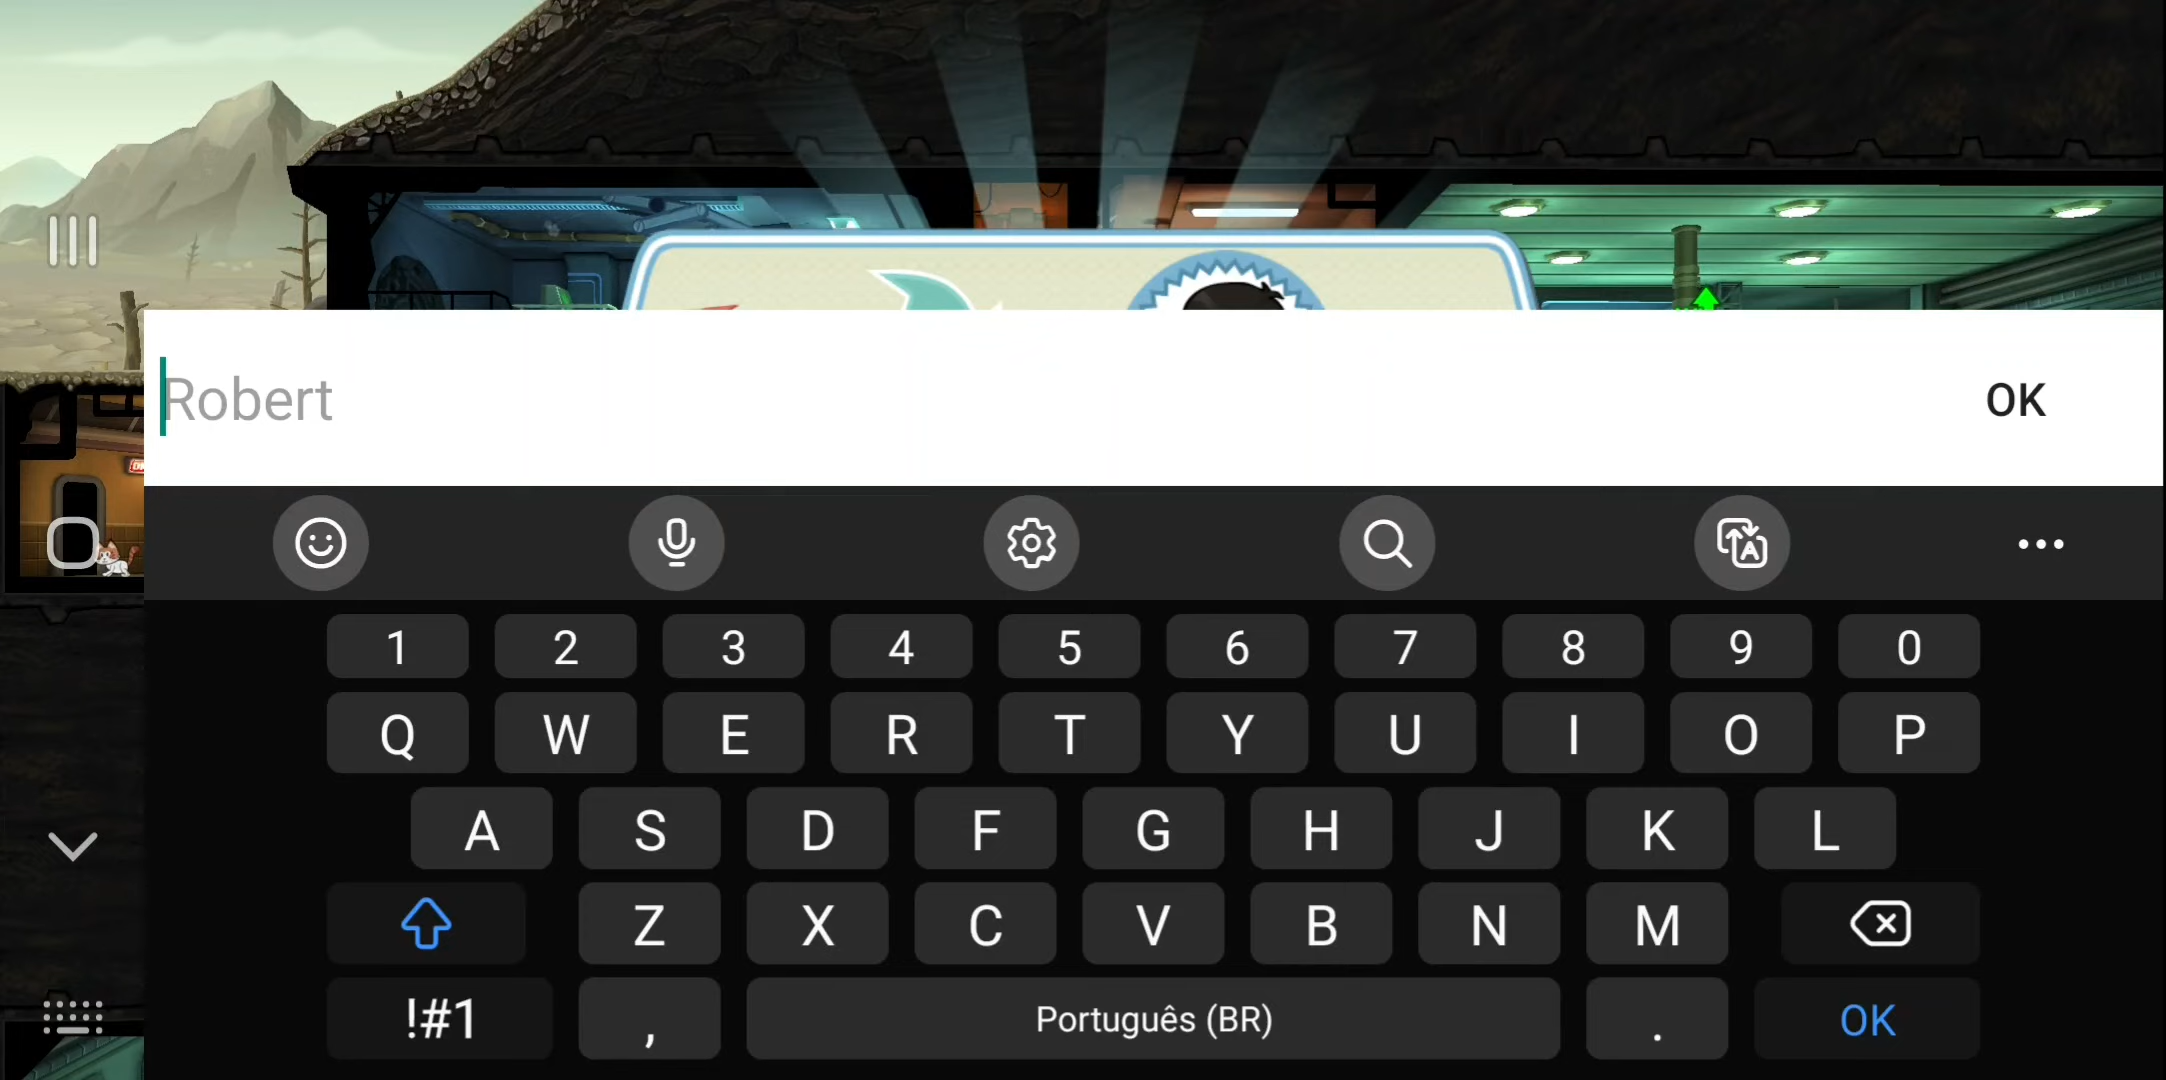 Robert
OK
1 2 3 4 5 6 7 8 9 0
Q W E R T Y U I O P
A S D F G H J K L
Z X C V B N M
!#1 , Português (BR) . OK